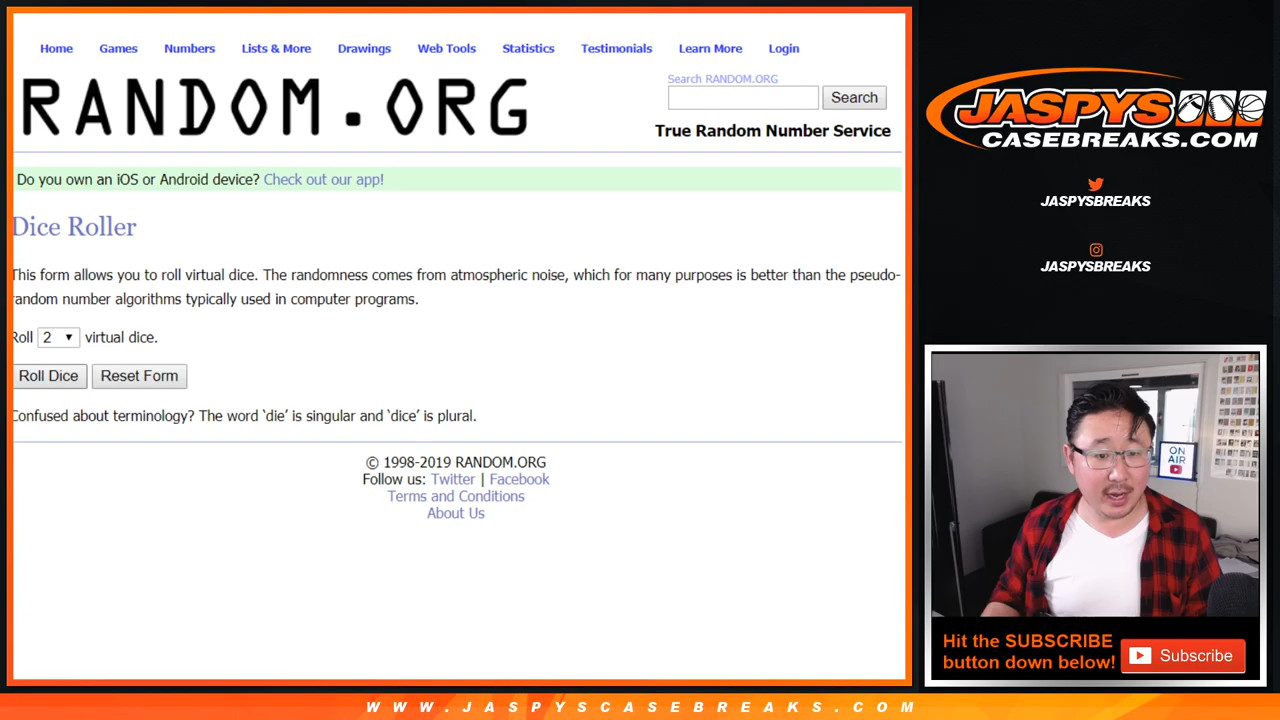 Home Games Numbers Lists & More Drawings Web Tools Statistics Testimonials Learn More Login
RANDOM.ORG
Search RANDOM.ORG
Search
True Random Number Service
Do you own an iOS or Android device? Check out our app!
Dice Roller
This form allows you to roll virtual dice. The randomness comes from atmospheric noise, which for many purposes is better than the pseudo-
random number algorithms typically used in computer programs.
Roll 2 virtual dice.
Roll Dice Reset Form
Confused about terminology? The word ‘die’ is singular and ‘dice’ is plural.
© 1998-2019 RANDOM.ORG
Follow us: Twitter | Facebook
Terms and Conditions
About Us
JASPYS
CASEBREAKS.COM
JASPYSBREAKS
JASPYSBREAKS
ON
AIR
Hit the SUBSCRIBE
button down below!
Subscribe
WWW.JASPYSCASEBREAKS.COM